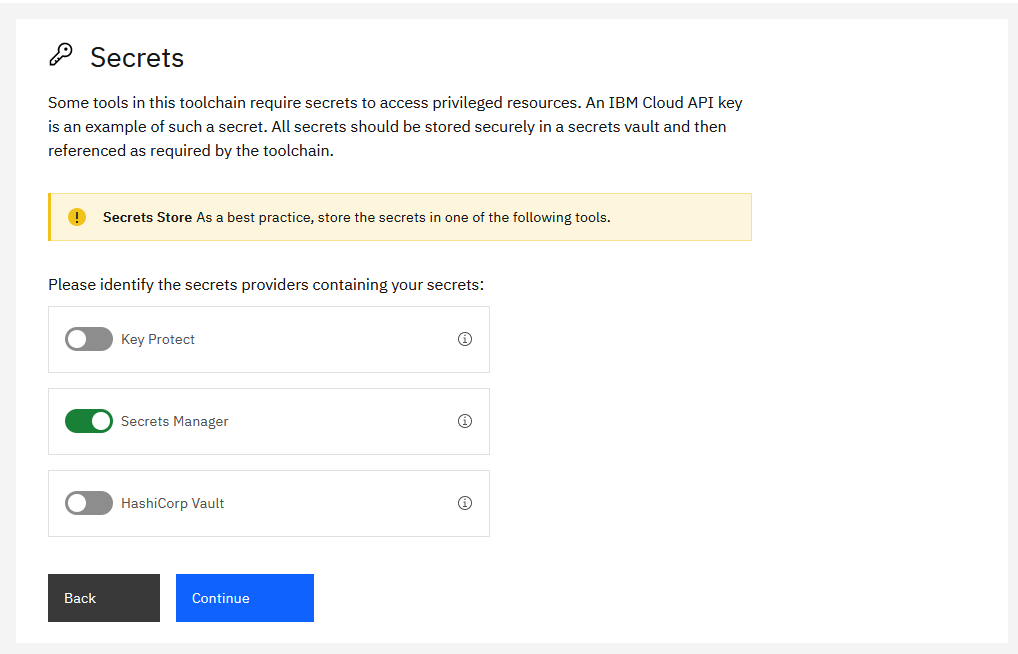 Secrets
Some tools in this toolchain require secrets to access privileged resources. An IBM Cloud API key
is an example of such a secret. All secrets should be stored securely in a secrets vault and then
referenced as required by the toolchain.
Secrets Store As a best practice, store the secrets in one of the following tools.
Please identify the secrets providers containing your secrets:
Key Protect
Secrets Manager
HashiCorp Vault
Back
Continue